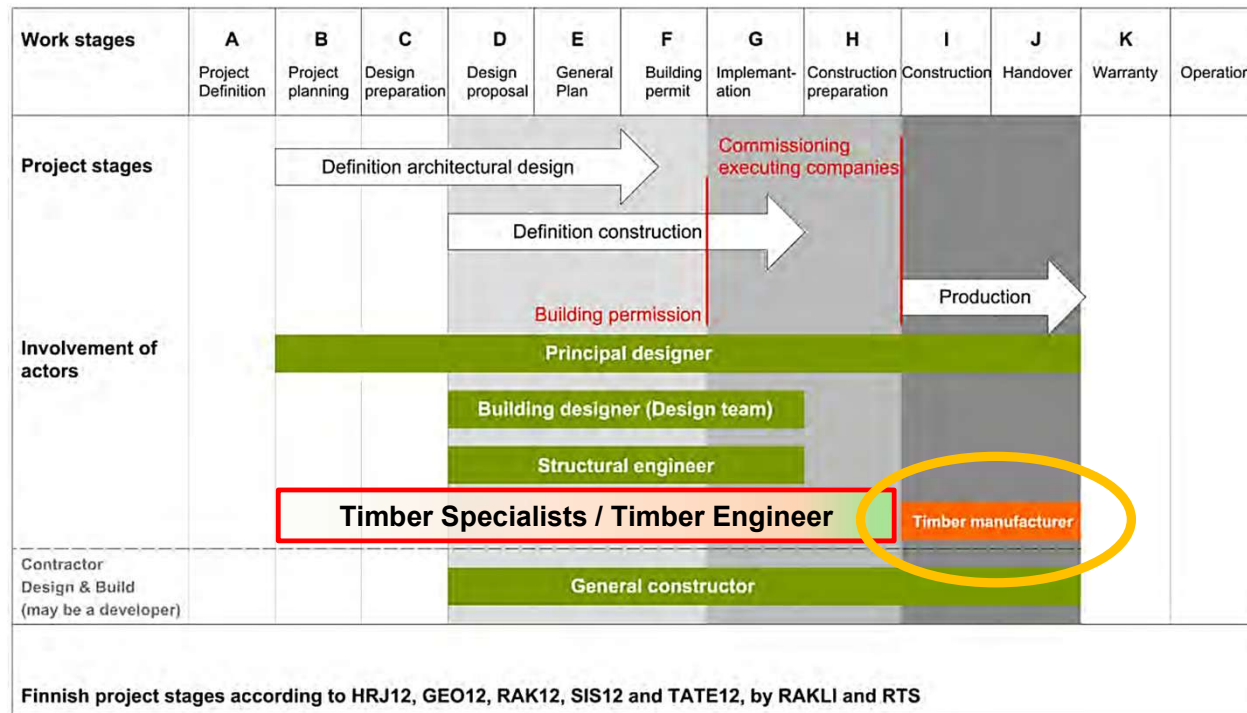 Work stages A B C D E F G H I J K
Project Definition Project planning Design preparation Design proposal General Plan Building permit Implemant-ation Construction preparation Construction Handover Warranty Operation
Project stages
Definition architectural design
Commissioning
executing companies
Definition construction
Production
Building permission
Involvement of
actors
Principal designer
Building designer (Design team)
Structural engineer
Timber Specialists / Timber Engineer
Timber manufacturer
Contractor
Design & Build
(may be a developer)
General constructor
Finnish project stages according to HRJ12, GEO12, RAK12, SIS12 and TATE12, by RAKLI and RTS